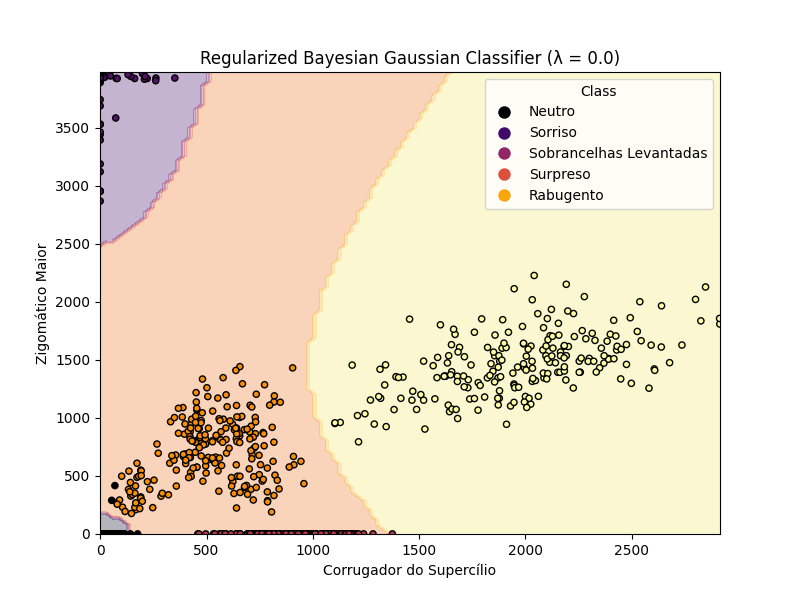 Regularized Bayesian Gaussian Classifier (λ = 0.0)
Class
Neutro
Sorriso
Sobrancelhas Levantadas
Surpreso
Rabugento
Zigomático Maior
3500
3000
2500
2000
1500
1000
500
0
0 500 1000 1500 2000 2500
Corrugador do Supercílio